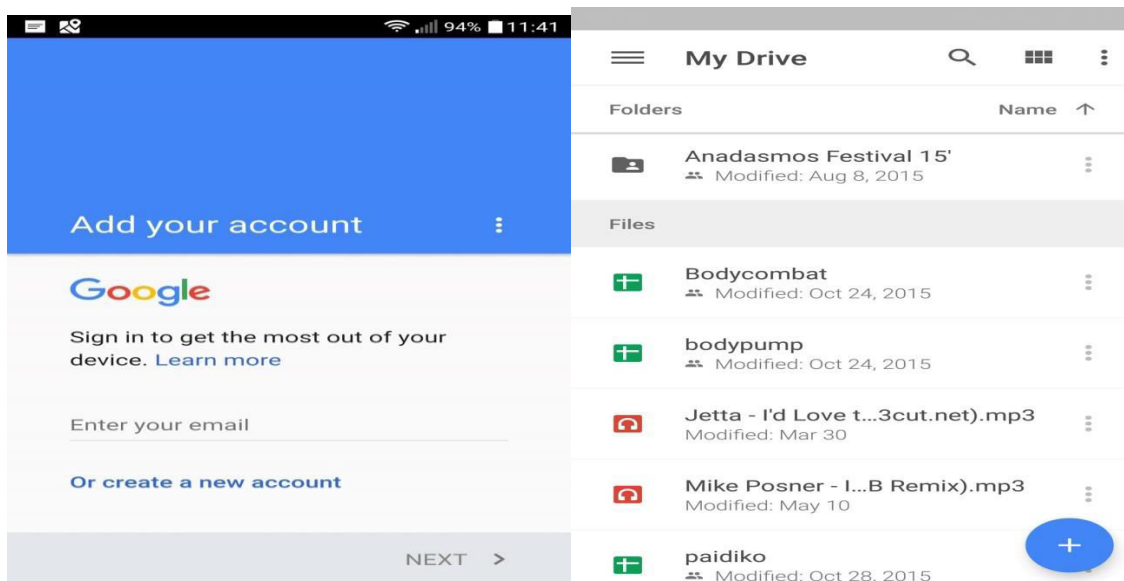 94% 11:41
Add your account
Google
Sign in to get the most out of your
device. Learn more
Enter your email
Or create a new account
NEXT >
My Drive
Folders
Name ↑
Anadasmos Festival 15'
Modified: Aug 8, 2015
Files
Bodycombat
Modified: Oct 24, 2015
bodypump
Modified: Oct 24, 2015
Jetta - I'd Love t...3cut.net).mp3
Modified: Mar 30
Mike Posner - I...B Remix).mp3
Modified: May 10
paidiko
Modified: Oct 28, 2015